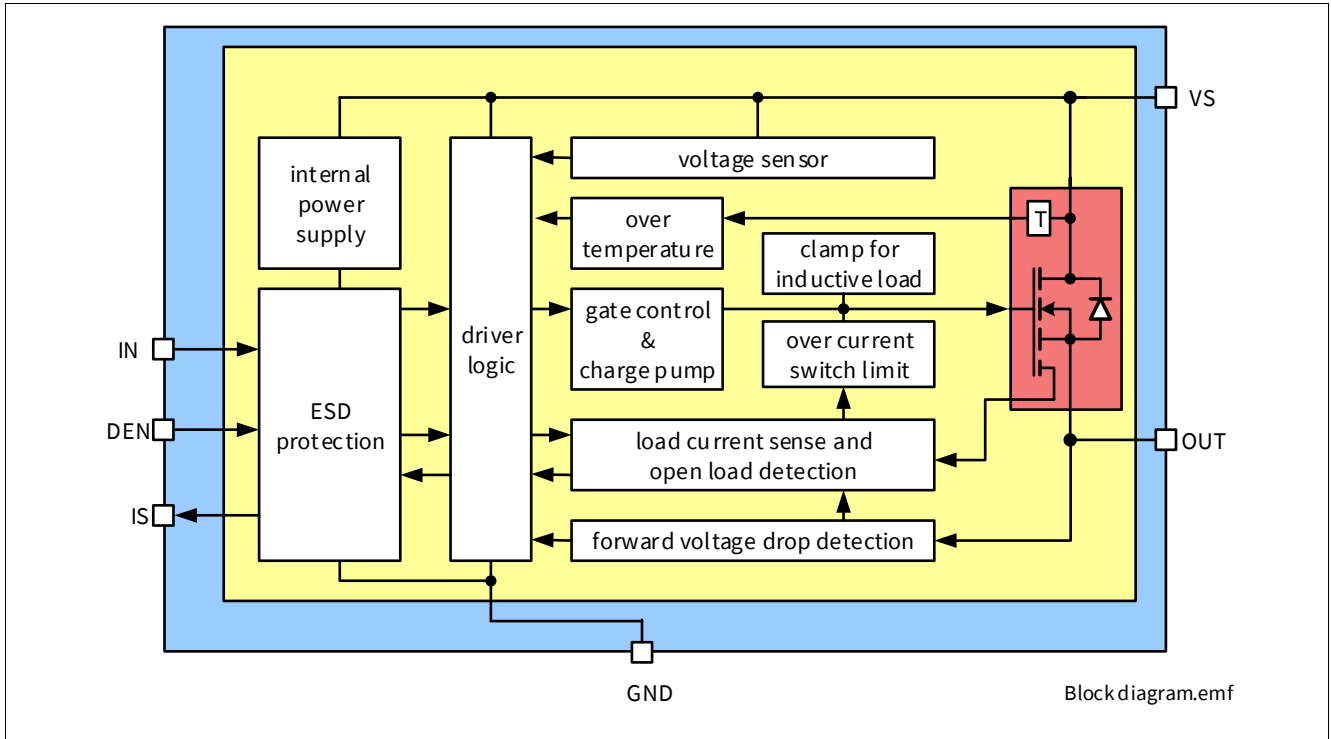 VS
voltage sensor
internal
power
supply
T
over
temperature
clamp for
inductive load
gate control
&
charge pump
driver
logic
over current
switch limit
IN
ESD
protection
DEN
load current sense and
open load detection
OUT
IS
forward voltage drop detection
GND
Block diagram.emf